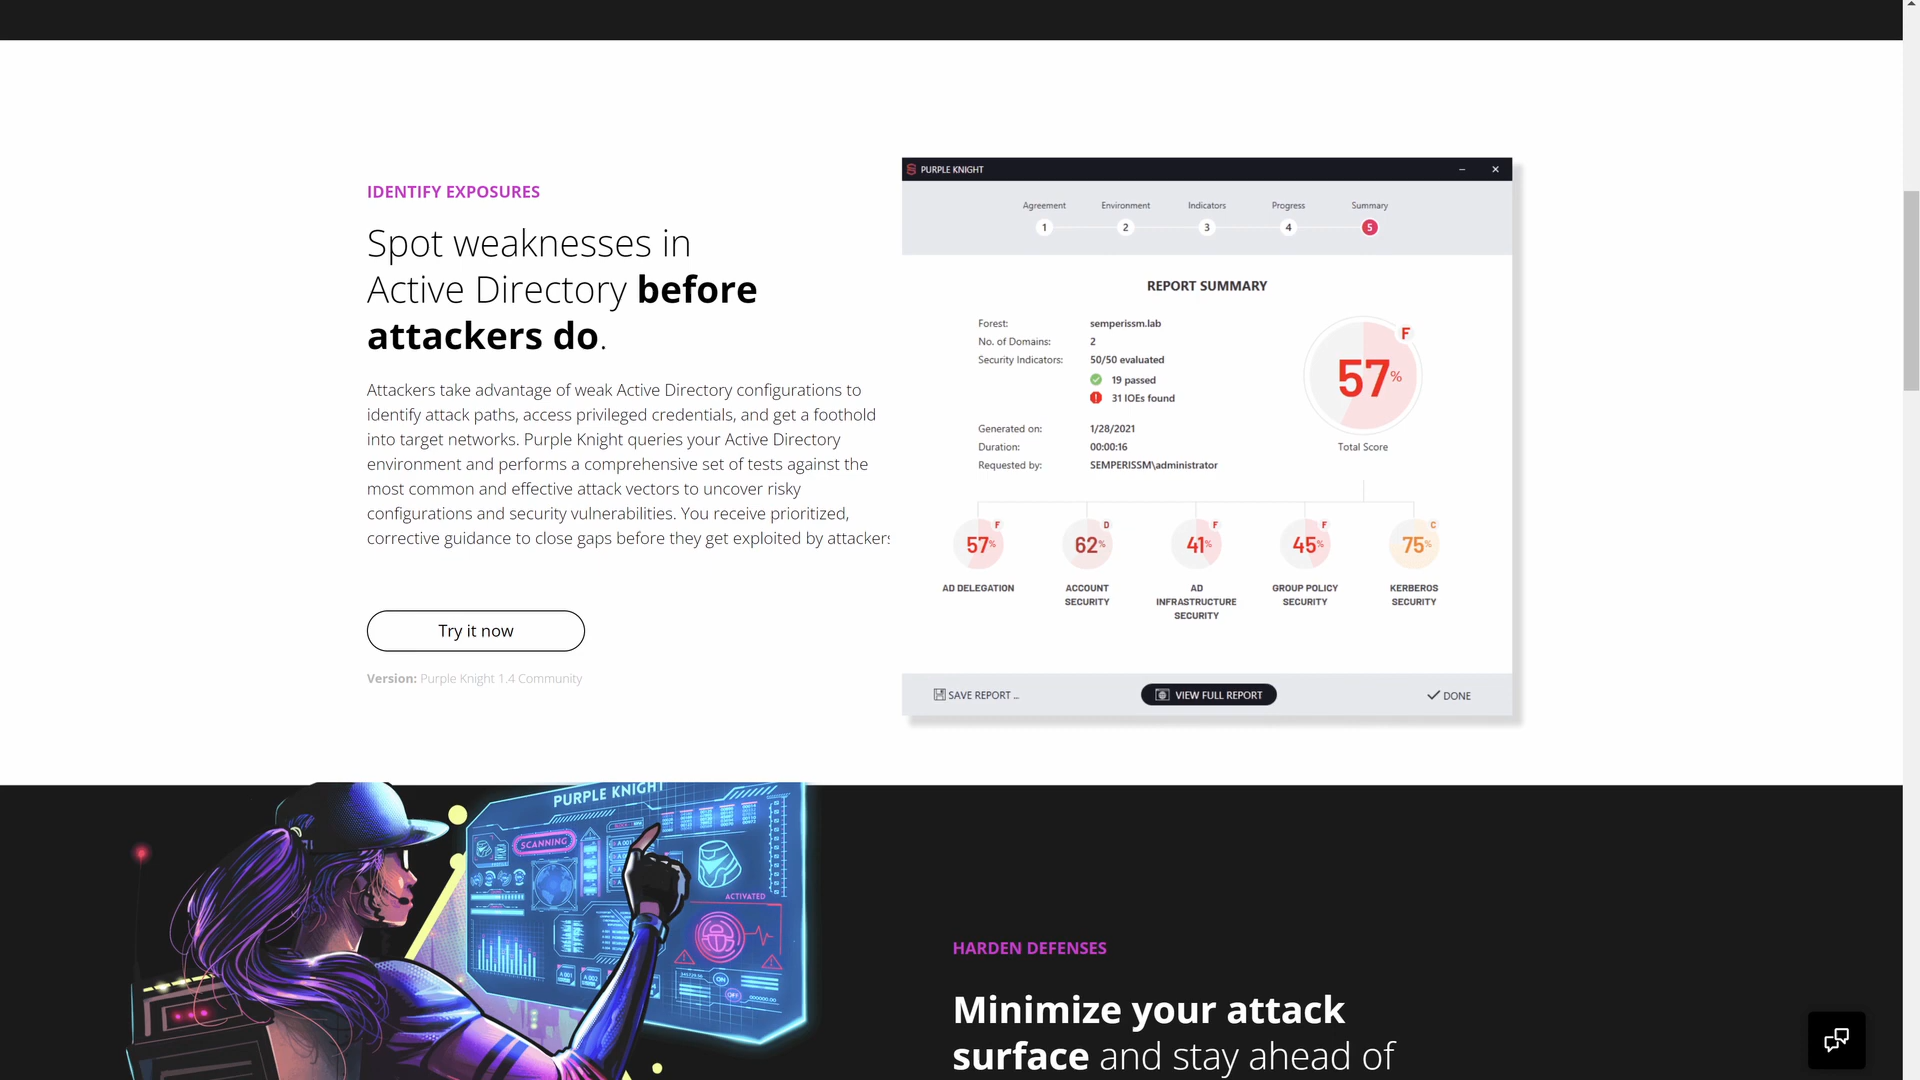 IDENTIFY EXPOSURES
Spot weaknesses in
Active Directory before
attackers do.
Attackers take advantage of weak Active Directory configurations to
identify attack paths, access privileged credentials, and get a foothold
into target networks. Purple Knight queries your Active Directory
environment and performs a comprehensive set of tests against the
most common and effective attack vectors to uncover risky
configurations and security vulnerabilities. You receive prioritized,
corrective guidance to close gaps before they get exploited by attackers
Try it now
Version: Purple Knight 1.4 Community
PURPLE KNIGHT
Agreement Environment Indicators Progress Summary
1 2 3 4 5
REPORT SUMMARY
Forest: semperissm.lab
No. of Domains: 2
Security Indicators: 50/50 evaluated
19 passed
31 IOEs found
Generated on: 1/28/2021
Duration: 00:00:16
Requested by: SEMPERISSM\administrator
F
57%
Total Score
F D F F C
57% 62% 41% 45% 75%
AD DELEGATION
ACCOUNT
SECURITY
AD
INFRASTRUCTURE
SECURITY
GROUP POLICY
SECURITY
KERBEROS
SECURITY
SAVE REPORT ...
VIEW FULL REPORT
DONE
PURPLE KNIGHT
SCANNING
ACTIVATED
A 001
A 002
ON
OFF
000000.00
HARDEN DEFENSES
Minimize your attack
surface and stay ahead of